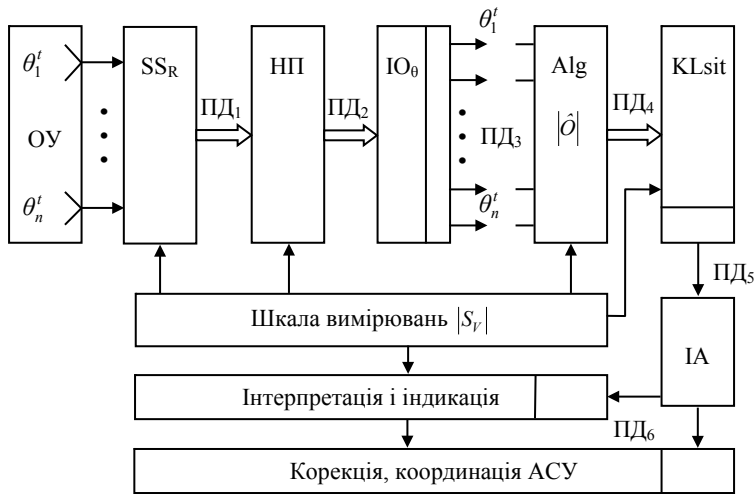 θ₁ᵗ
ОУ
θₙᵗ
SS_R
ПД₁
НП
ПД₂
IO_θ
θ₁ᵗ
ПД₃
θₙᵗ
Alg
|Ô|
ПД₄
KLsit
ПД₅
Шкала вимірювань |S_V|
ІА
Інтерпретація і індикація
ПД₆
Корекція, координація АСУ